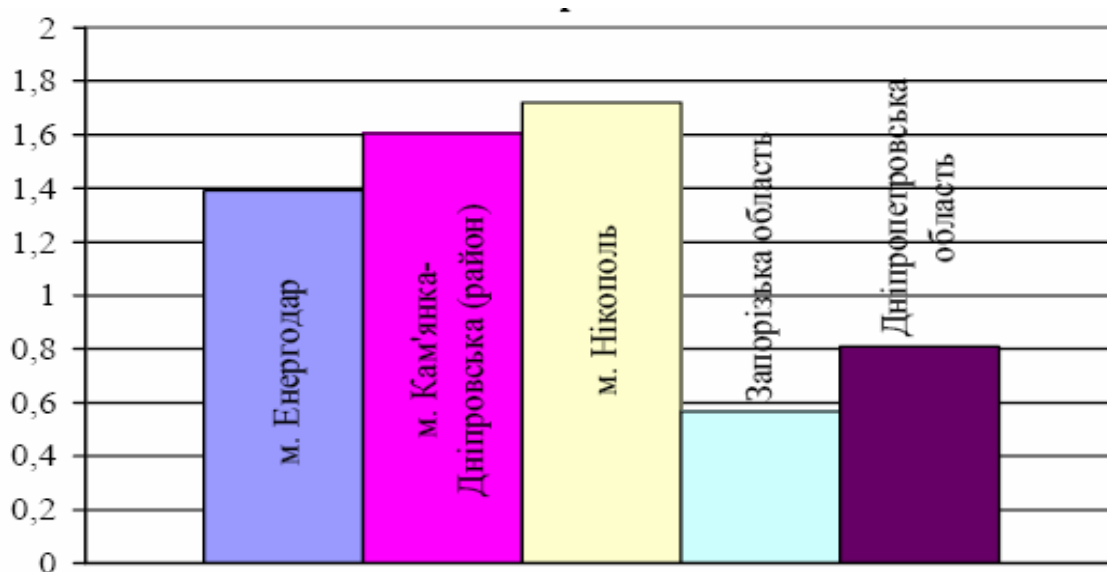 2
1,8
1,6
1,4
1,2
1
0,8
0,6
0,4
0,2
0
м. Енергодар
м. Кам'янка-
Дніпровська (район)
м. Нікополь
Запорізька область
Дніпропетровська
область